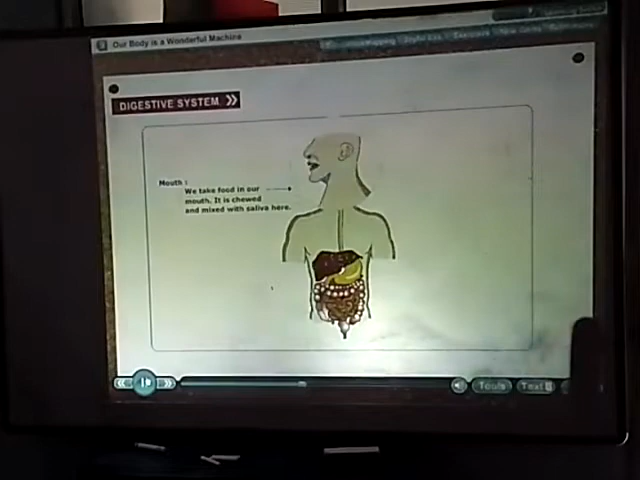 Our Body is a Wonderful Machine
DIGESTIVE SYSTEM
Mouth :
We take food in our
mouth. It is chewed
and mixed with saliva here.
Tools
Text